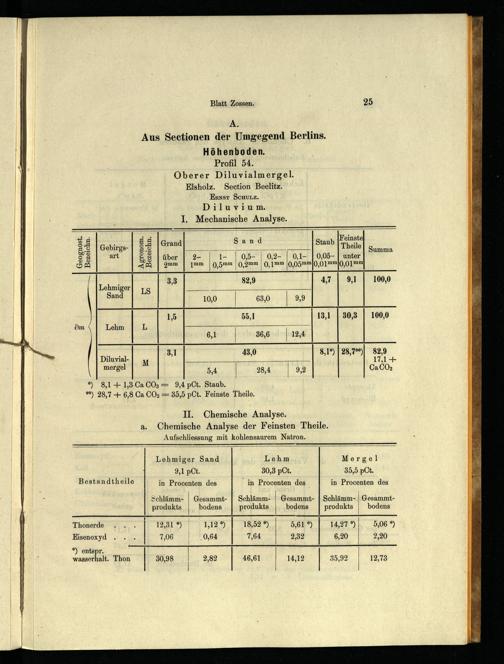 Blatt Zossen. 25
A.
Aus Sectionen der Umgegend Berlins.
Höhenboden.
Profil 54.
Oberer Diluvialmergel.
Elsholz. Section Beelitz.
Ernst Schulz.
Diluvium.
I. Mechanische Analyse.
Geognost. Bezeichn. Gebirgsart Agronom. Bezeichn. Grand über 2mm Sand Staub Feinste Theile Summa
2–1mm 1–0,5mm 0,5–0,2mm 0,2–0,1mm 0,1–0,05mm 0,05–0,01mm unter 0,01mm
∂m Lehmiger Sand LS 3,3 82,9 4,7 9,1 100,0
10,0 63,0 9,9
Lehm L 1,5 55,1 13,1 30,3 100,0
6,1 36,6 12,4
Diluvial-mergel M 3,1 43,0 8,1*) 28,7**) 82,9
17,1 + CaCO₂
5,4 28,4 9,2
*) 8,1 + 1,3 Ca CO₂ = 9,4 pCt. Staub.
**) 28,7 + 6,8 Ca CO₂ = 35,5 pCt. Feinste Theile.
II. Chemische Analyse.
a. Chemische Analyse der Feinsten Theile.
Aufschliessung mit kohlensaurem Natron.
Bestandtheile Lehmiger Sand Lehm Mergel
9,1 pCt. 30,3 pCt. 35,5 pCt.
in Procenten des in Procenten des in Procenten des
Schlämm- Gesammt- Schlämm- Gesammt- Schlämm- Gesammt-
produkts bodens produkts bodens produkts bodens
Thonerde . . . 12,31 *) 1,12 *) 18,52 *) 5,61 *) 14,27 *) 5,06 *)
Eisenoxyd . . . 7,06 0,64 7,64 2,32 6,20 2,20
*) entspr.
wasserhalt. Thon 30,98 2,82 46,61 14,12 35,92 12,73